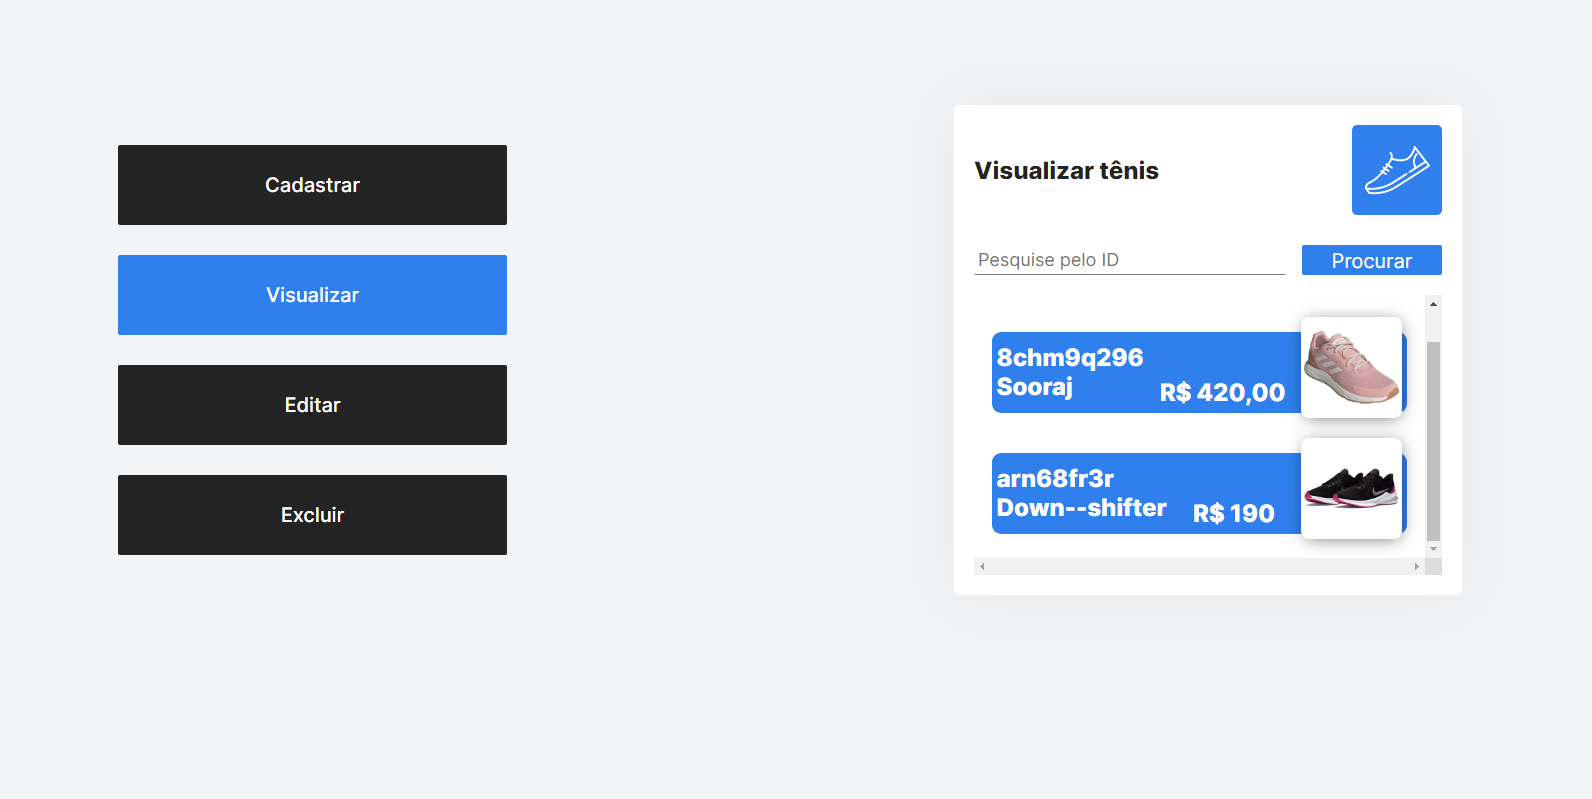 Cadastrar
Visualizar
Editar
Excluir
Visualizar tênis
Pesquise pelo ID
Procurar
8chm9q296
Sooraj
R$ 420,00
arn68fr3r
Down--shifter
R$ 190